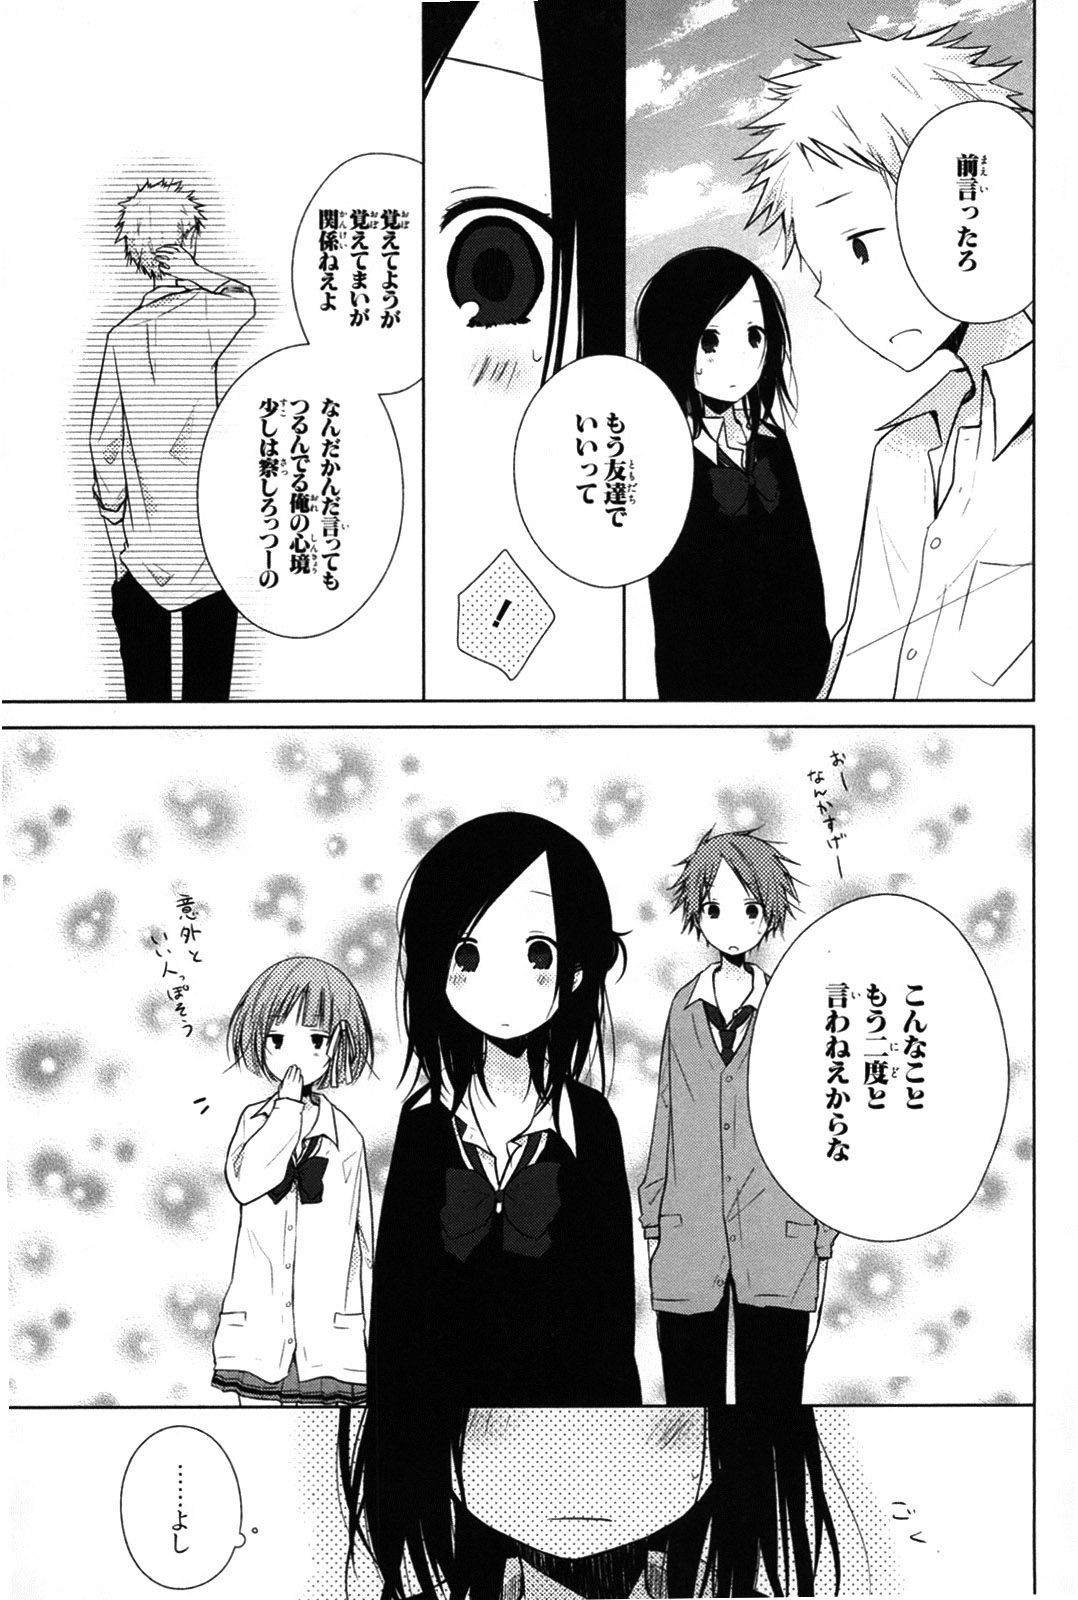 前言ったろ
もう友達で
いいって
！
覚えてようが
覚えてまいが
関係ねえよ
なんだかんだ言っても
つるんでる俺の心境
少しは察しろっつーの
おー
なんかすげー
こんなこと
もう二度と
言わねえからな
意外と
いい人っぽそう
ごく
……よし